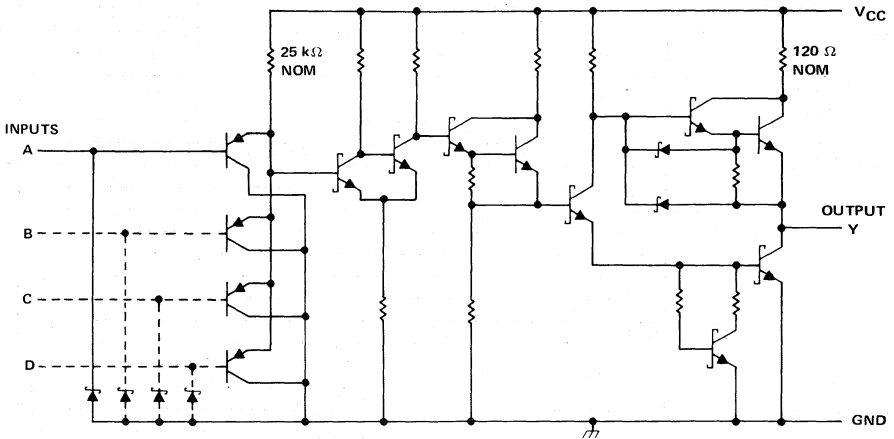 VCC
25 kΩ
NOM
120 Ω
NOM
INPUTS
A
B
C
D
OUTPUT
Y
GND